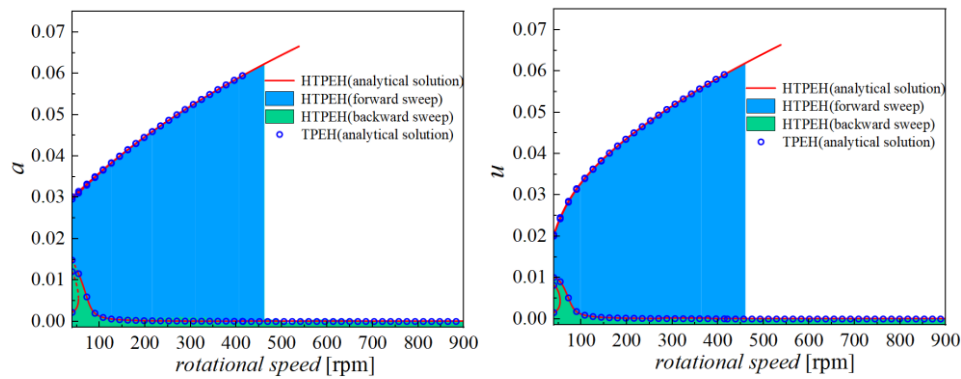 0.07
0.06
0.05
0.04
0.03
0.02
0.01
0.00
a
HTPEH(analytical solution)
HTPEH(forward sweep)
HTPEH(backward sweep)
TPEH(analytical solution)
100 200 300 400 500 600 700 800 900
rotational speed [rpm]
0.07
0.06
0.05
0.04
0.03
0.02
0.01
0.00
u
HTPEH(analytical solution)
HTPEH(forward sweep)
HTPEH(backward sweep)
TPEH(analytical solution)
100 200 300 400 500 600 700 800 900
rotational speed [rpm]